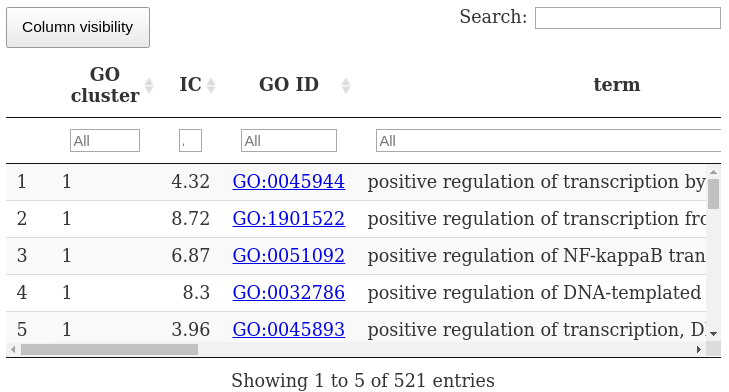 Column visibility
Search:
GO cluster IC GO ID term
All . All All
1 1 4.32 GO:0045944 positive regulation of transcription by
2 1 8.72 GO:1901522 positive regulation of transcription
3 1 6.87 GO:0051092 positive regulation of NF-kappaB
4 1 8.3 GO:0032786 positive regulation of DNA-templated
5 1 3.96 GO:0045893 positive regulation of transcription,
Showing 1 to 5 of 521 entries